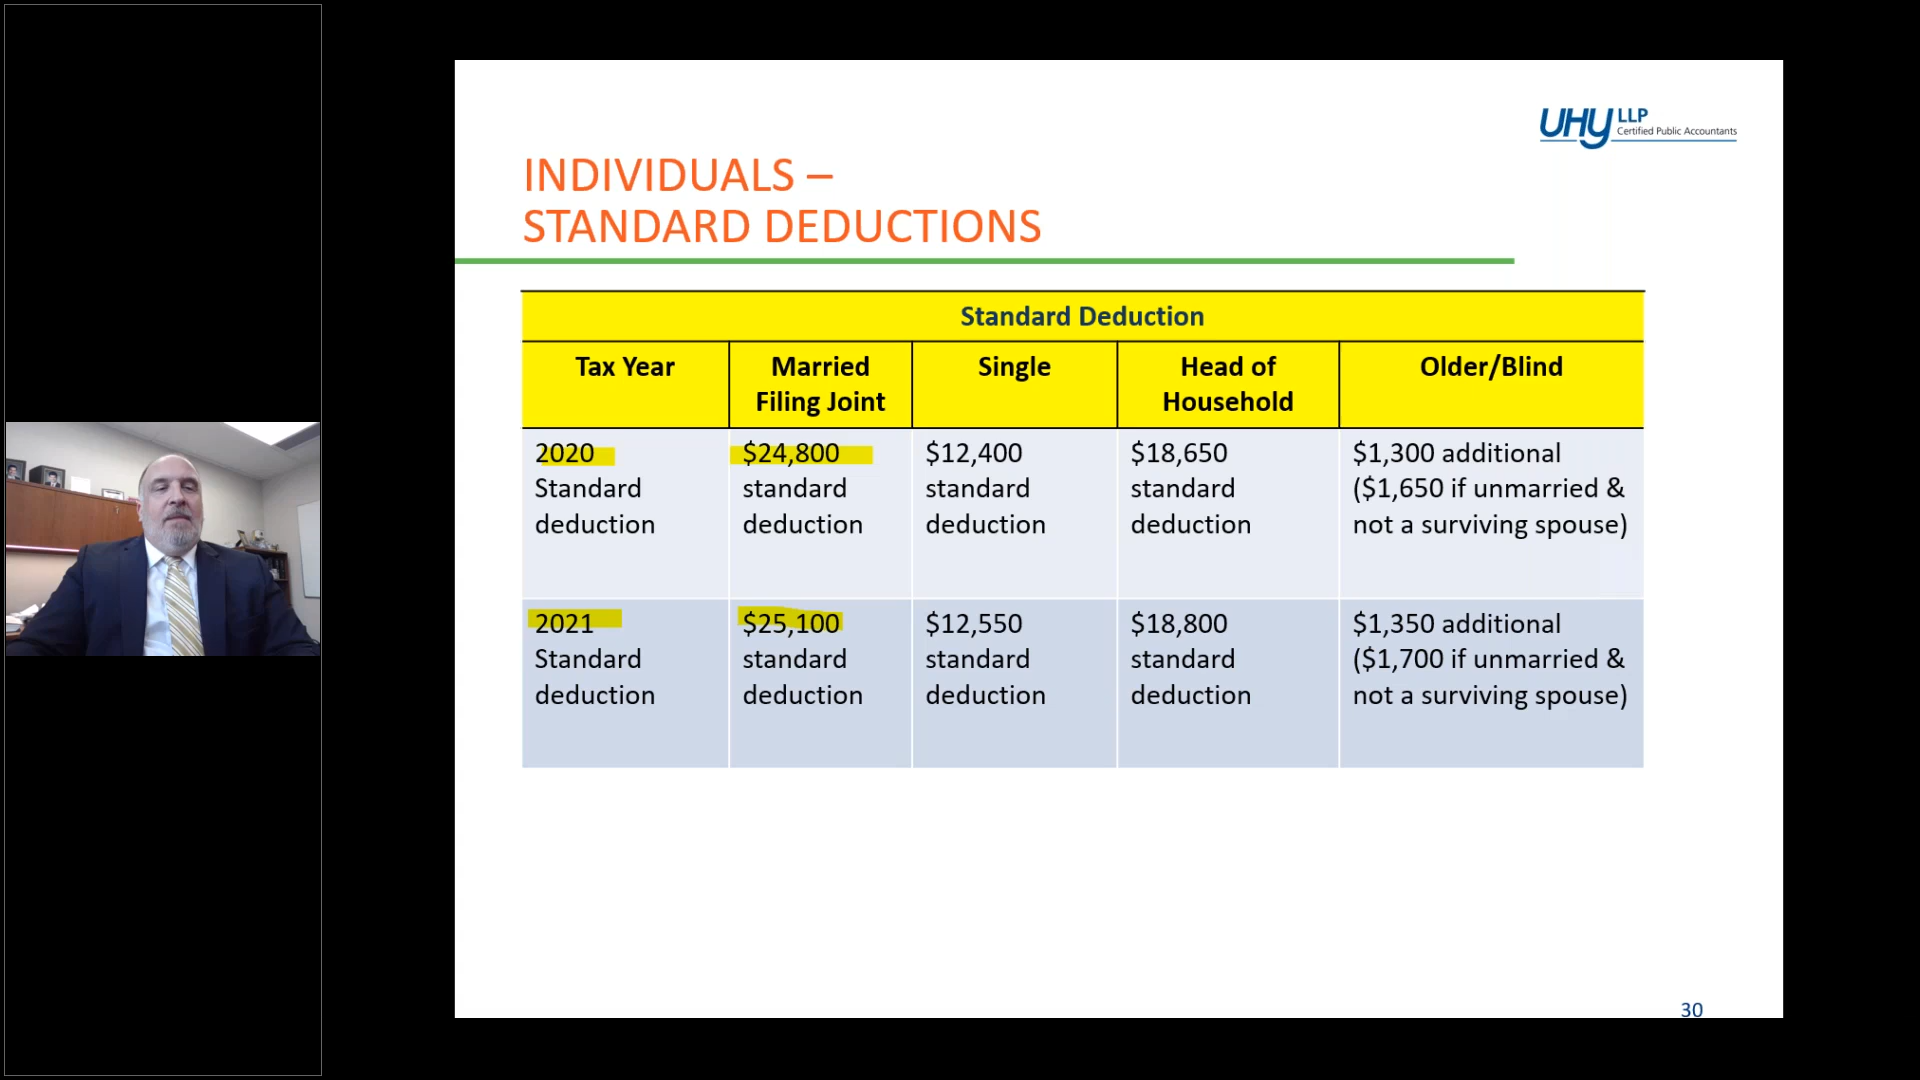 UHY LLP
Certified Public Accountants
INDIVIDUALS –
STANDARD DEDUCTIONS
Standard Deduction
Tax Year
Married
Filing Joint
Single
Head of
Household
Older/Blind
2020
Standard
deduction
$24,800
standard
deduction
$12,400
standard
deduction
$18,650
standard
deduction
$1,300 additional
($1,650 if unmarried &
not a surviving spouse)
2021
Standard
deduction
$25,100
standard
deduction
$12,550
standard
deduction
$18,800
standard
deduction
$1,350 additional
($1,700 if unmarried &
not a surviving spouse)
30